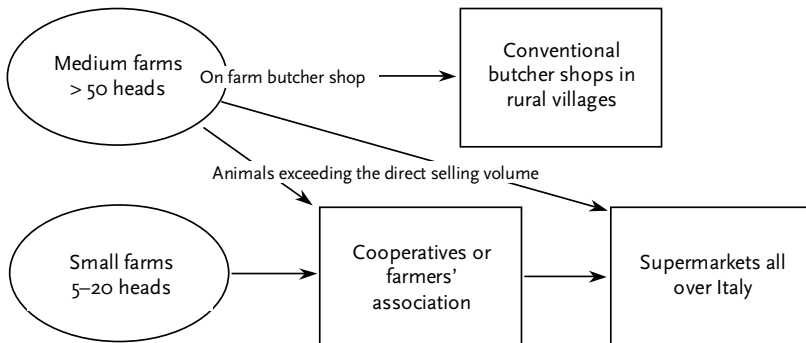 Medium farms
> 50 heads
On farm butcher shop
Conventional
butcher shops in
rural villages
Animals exceeding the direct selling volume
Small farms
5–20 heads
Cooperatives or
farmers’
association
Supermarkets all
over Italy